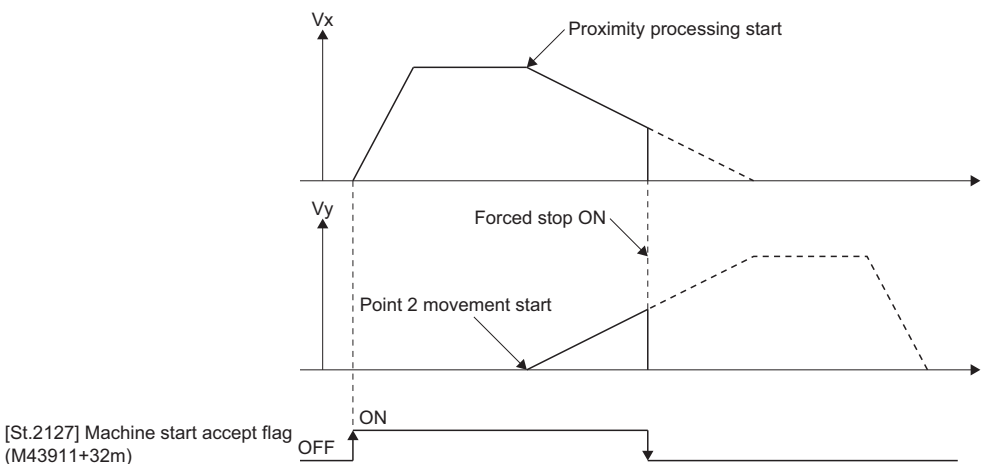 Vx
Proximity processing start
Vy
Forced stop ON
Point 2 movement start
ON
[St.2127] Machine start accept flag
(M43911+32m)
OFF